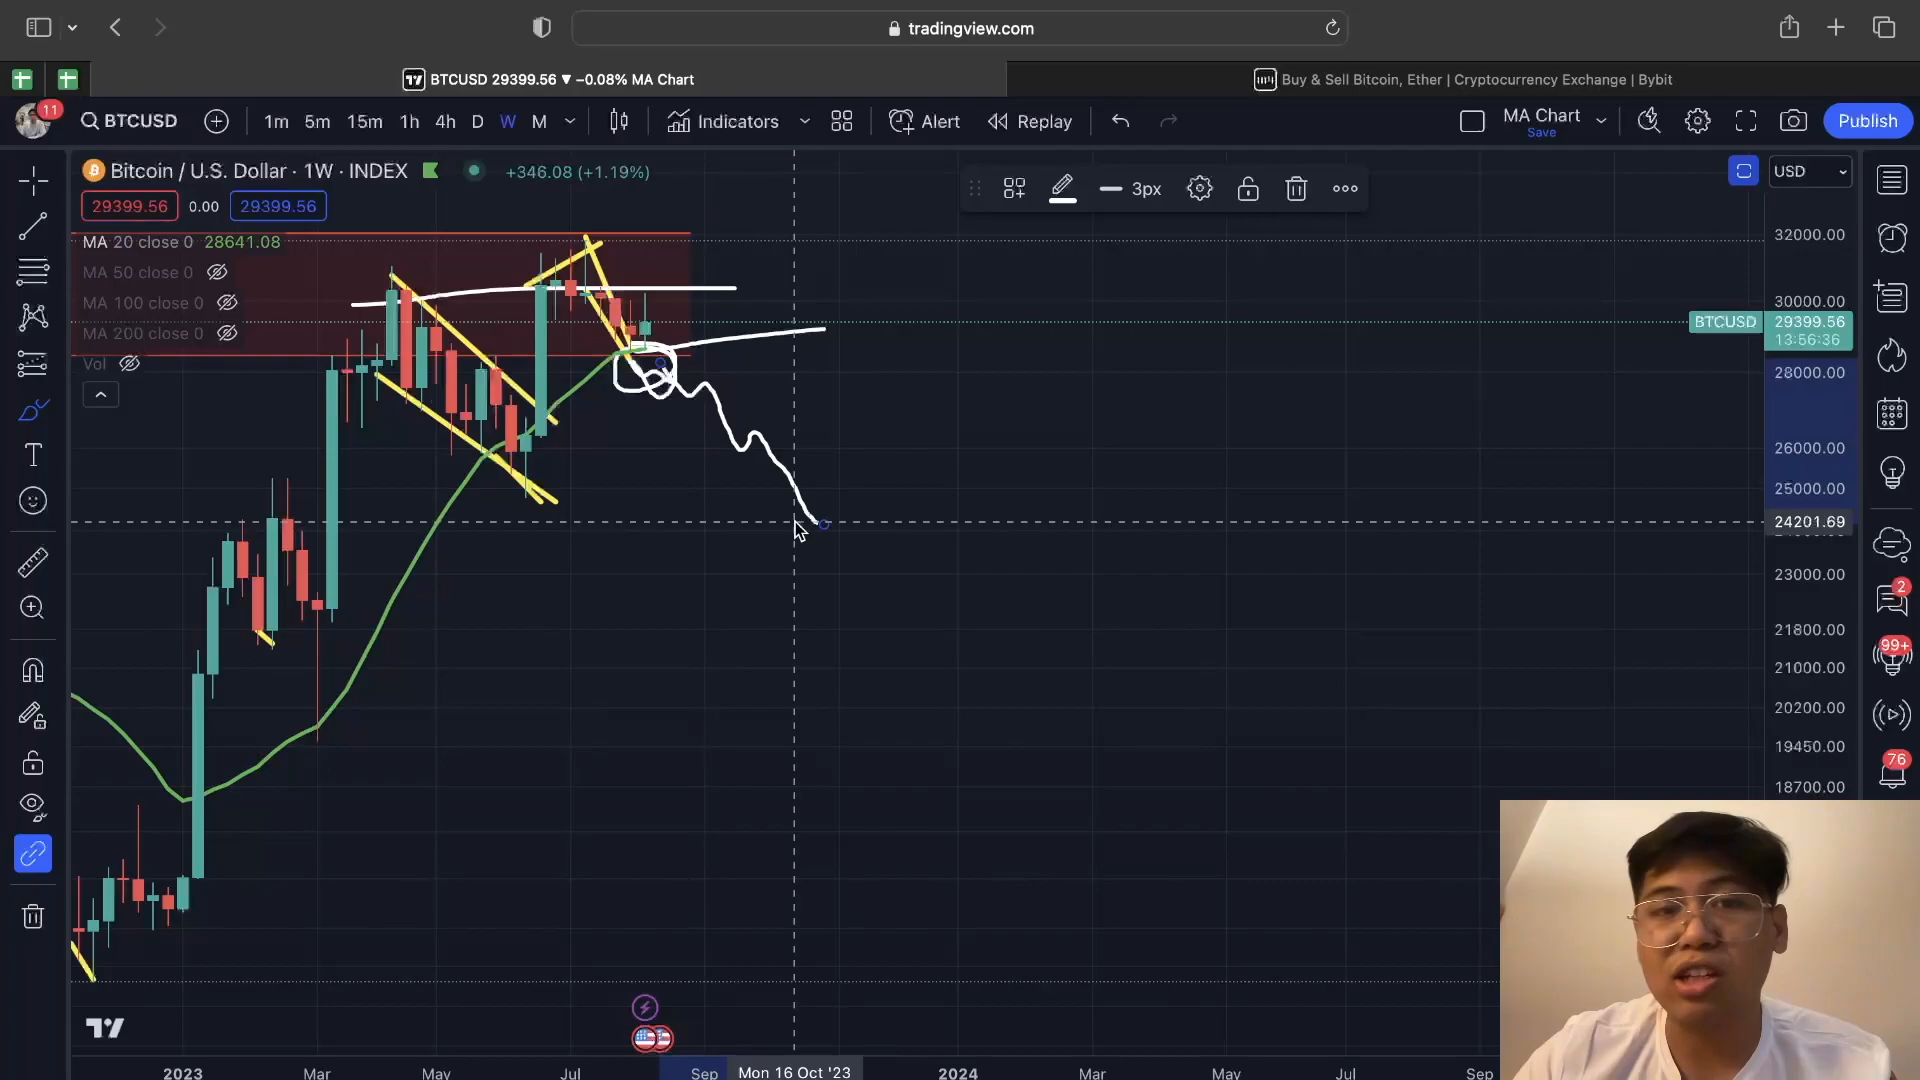 tradingview.com
BTCUSD 29399.56 ▼ −0.08% MA Chart
Buy & Sell Bitcoin, Ether | Cryptocurrency Exchange | Bybit
11
BTCUSD
1m 5m 15m 1h 4h D W M
Indicators
Alert
Replay
MA Chart
Save
Publish
Bitcoin / U.S. Dollar · 1W · INDEX
+346.08 (+1.19%)
29399.56 0.00 29399.56
MA 20 close 0 28641.08
MA 50 close 0
MA 100 close 0
MA 200 close 0
Vol
3px
USD
32000.00
30000.00
BTCUSD 29399.56
13:56:36
28000.00
26000.00
25000.00
24201.69
23000.00
21800.00
21000.00
20200.00
19450.00
18700.00
2
99+
76
2023 Mar May Jul Sep Mon 16 Oct '23 2024 Mar May Jul Sep